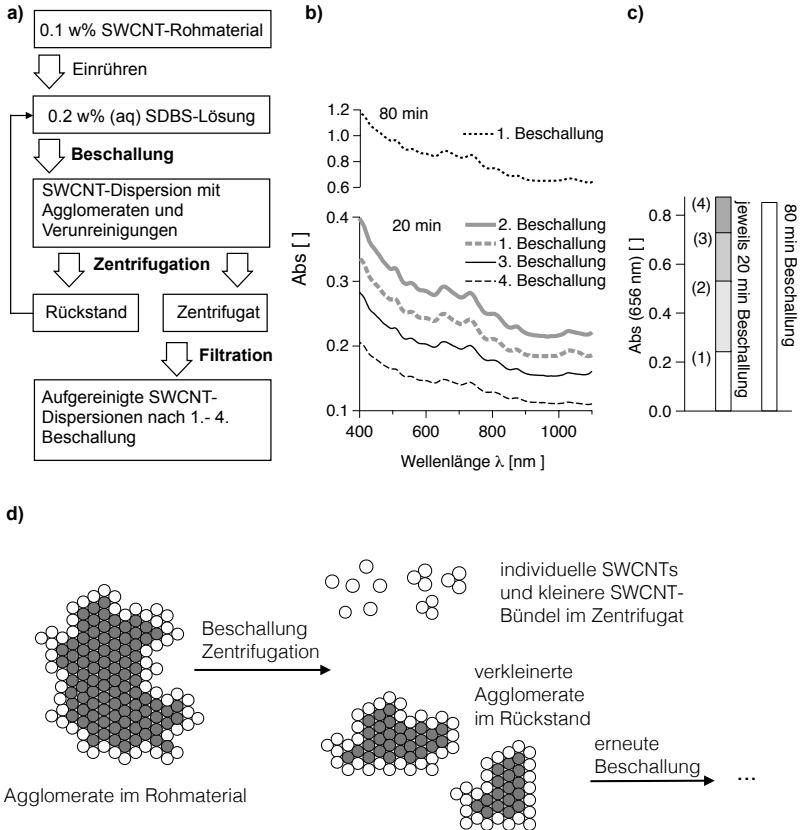 a)
0.1 w% SWCNT-Rohmaterial
Einrühren
0.2 w% (aq) SDBS-Lösung
Beschallung
SWCNT-Dispersion mit
Agglomeraten und
Verunreinigungen
Zentrifugation
Rückstand
Zentrifugat
Filtration
Aufgereinigte SWCNT-
Dispersionen nach 1.- 4.
Beschallung
b)
80 min
1. Beschallung
1.2
1.0
0.8
0.6
20 min
2. Beschallung
1. Beschallung
3. Beschallung
4. Beschallung
0.4
0.3
0.2
0.1
Abs [ ]
400
600
800
1000
Wellenlänge λ [nm ]
c)
Abs (656 nm) [ ]
0.8
0.6
0.4
0.2
0.0
(4)
(3)
(2)
(1)
jeweils 20 min Beschallung
80 min Beschallung
d)
Agglomerate im Rohmaterial
Beschallung
Zentrifugation
individuelle SWCNTs
und kleinere SWCNT-
Bündel im Zentrifugat
verkleinerte
Agglomerate
im Rückstand
erneute
Beschallung
...